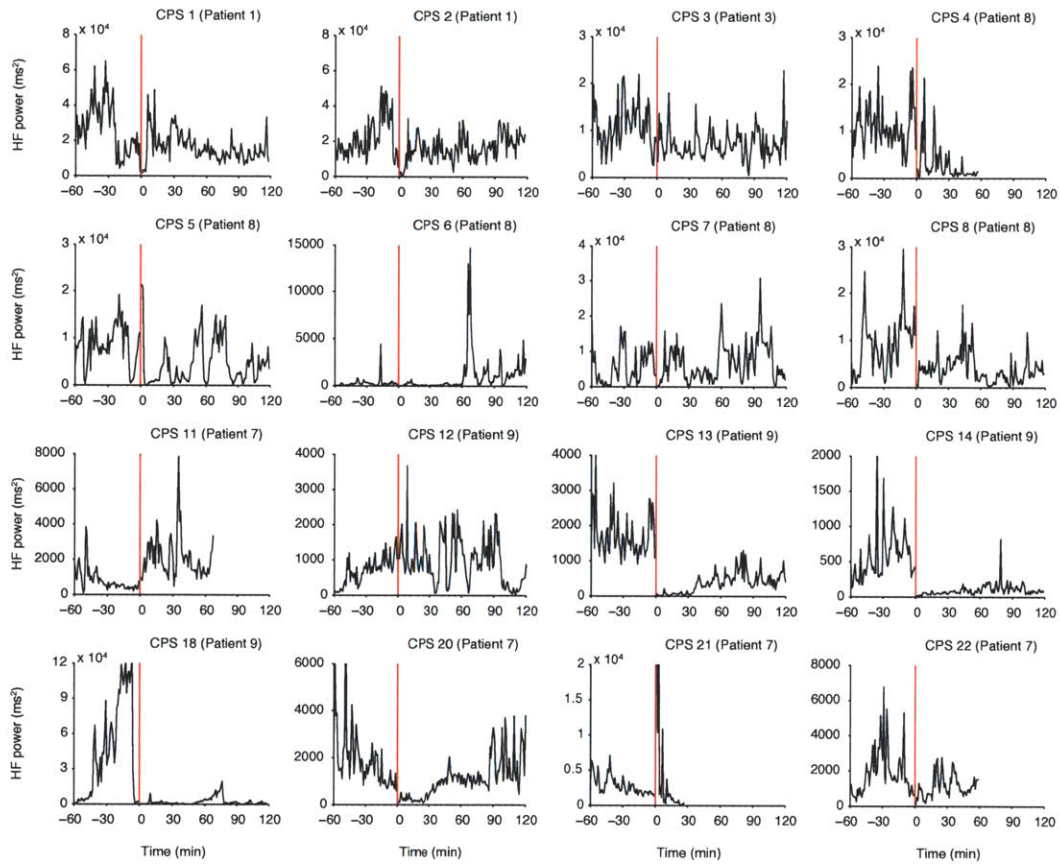 CPS 1 (Patient 1) CPS 2 (Patient 1) CPS 3 (Patient 3) CPS 4 (Patient 8)
x 10⁴ x 10⁴ x 10⁴ x 10⁴
HF power (ms²)
8 8 3 3
6 6 2 2
4 4
2 2 1 1
0 0 0 0
−60 −30 0 30 60 90 120 −60 −30 0 30 60 90 120 −60 −30 0 30 60 90 120 −60 −30 0 30 60 90 120
CPS 5 (Patient 8) CPS 6 (Patient 8) CPS 7 (Patient 8) CPS 8 (Patient 8)
x 10⁴ x 10⁴ x 10⁴
HF power (ms²)
3 15000 4 3
2 10000 3 2
1 5000 2 1
1
0 0 0 0
−60 −30 0 30 60 90 120 −60 −30 0 30 60 90 120 −60 −30 0 30 60 90 120 −60 −30 0 30 60 90 120
CPS 11 (Patient 7) CPS 12 (Patient 9) CPS 13 (Patient 9) CPS 14 (Patient 9)
HF power (ms²)
8000 5000 4000 2000
6000 4000 3000 1500
4000 3000 2000 1000
2000 2000 1000 500
1000
0 0 0 0
−60 −30 0 30 60 90 120 −60 −30 0 30 60 90 120 −60 −30 0 30 60 90 120 −60 −30 0 30 60 90 120
CPS 18 (Patient 9) CPS 20 (Patient 7) CPS 21 (Patient 7) CPS 22 (Patient 7)
x 10⁴ x 10⁴
HF power (ms²)
12 6000 2 8000
9 4000 1.5 6000
6 2000 1 4000
3 0.5 2000
0 0 0 0
−60 −30 0 30 60 90 120 −60 −30 0 30 60 90 120 −60 −30 0 30 60 90 120 −60 −30 0 30 60 90 120
Time (min) Time (min) Time (min) Time (min)